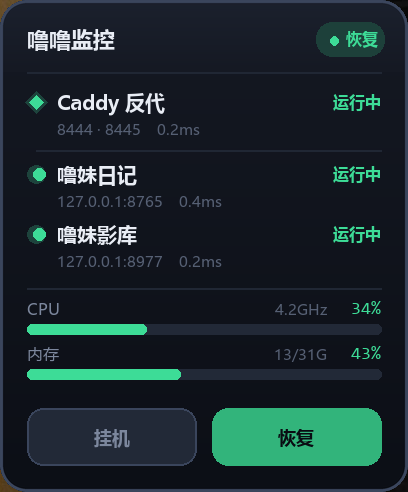 噜噜监控 恢复
Caddy 反代 运行中
8444 · 8445 0.2ms
噜妹日记 运行中
127.0.0.1:8765 0.4ms
噜妹影库 运行中
127.0.0.1:8977 0.2ms
CPU 4.2GHz 34%
内存 13/31G 43%
挂机 恢复